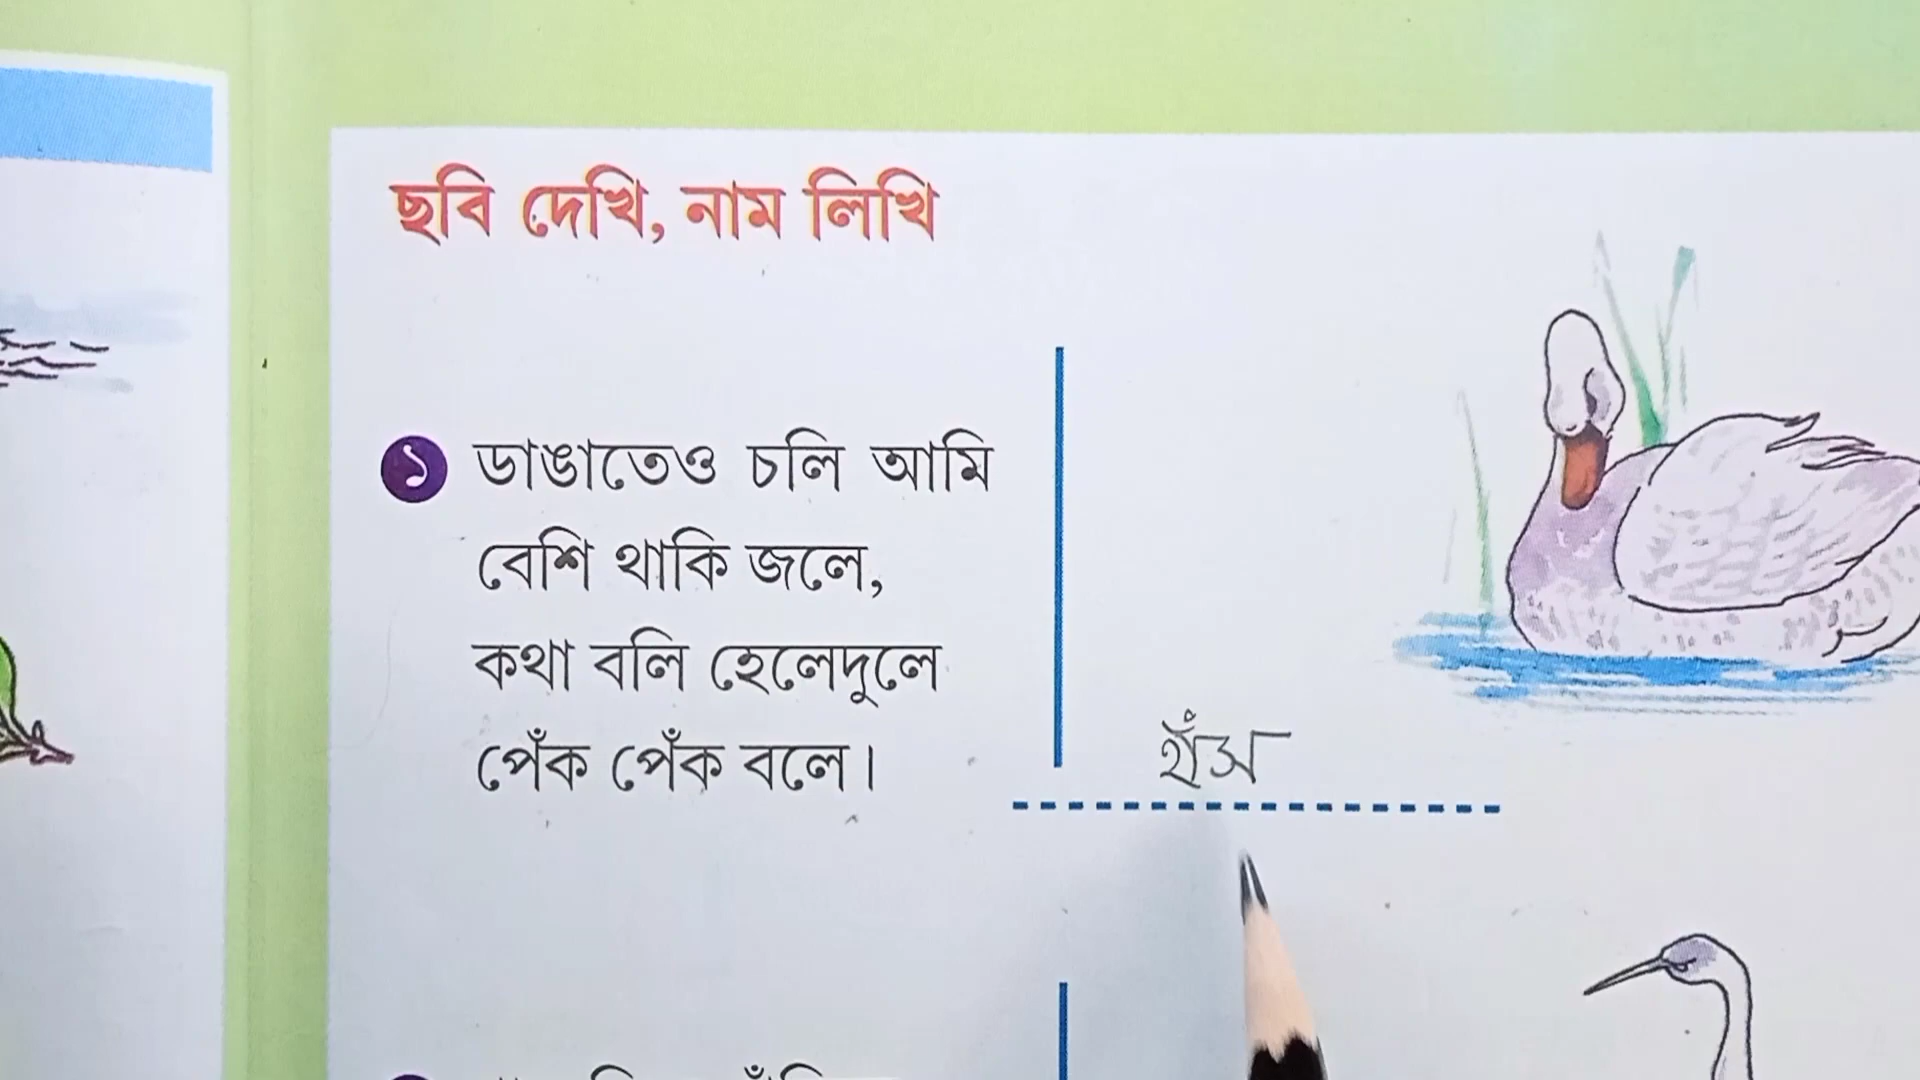 ছবি দেখি, নাম লিখি
১ ডাঙাতেও চলি আমি
বেশি থাকি জলে,
কথা বলি হেলেদুলে
পেঁক পেঁক বলে।
হাঁস